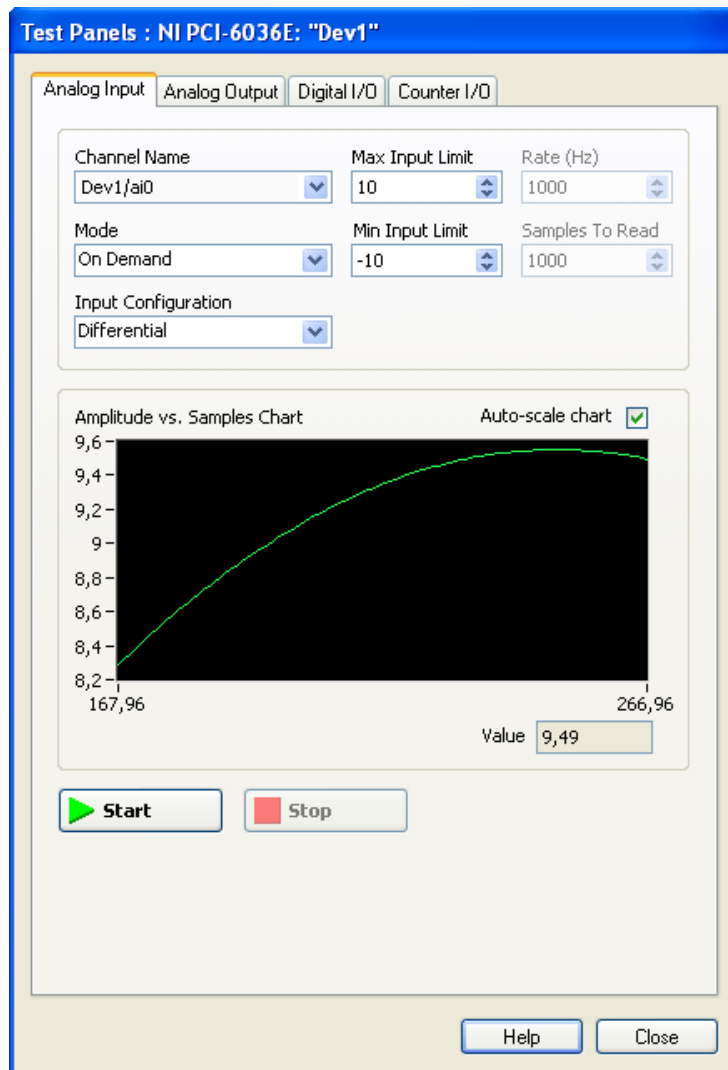 Test Panels : NI PCI-6036E: "Dev1"
Analog Input Analog Output Digital I/O Counter I/O
Channel Name Max Input Limit Rate (Hz)
Dev1/ai0 10 1000
Mode Min Input Limit Samples To Read
On Demand -10 1000
Input Configuration
Differential
Amplitude vs. Samples Chart Auto-scale chart
9,6
9,4
9,2
9
8,8
8,6
8,4
8,2
167,96 266,96
Value 9,49
Start Stop
Help Close